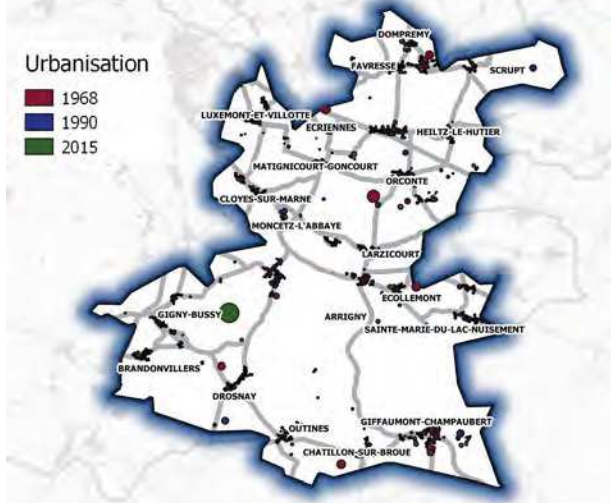 Urbanisation
1968
1990
2015
DOMPREMY
FAVRESSE
SCRUPT
LUXEMONT-ET-VILLOTTE
ECRIENNES
HEILTZ-LE-HUTIER
MATIGNICOURT-GONCOURT
ORCONTE
CLOYES-SUR-MARNE
MONCETZ-L'ABBAYE
LARZICOURT
ECOLLEMONT
GIGNY-BUSSY
ARRIGNY
SAINTE-MARIE-DU-LAC-NUISEMENT
BRANDONVILLERS
DROSNAY
OUTINES
GIFFAUMONT-CHAMPAUBERT
CHATILLON-SUR-BROUE